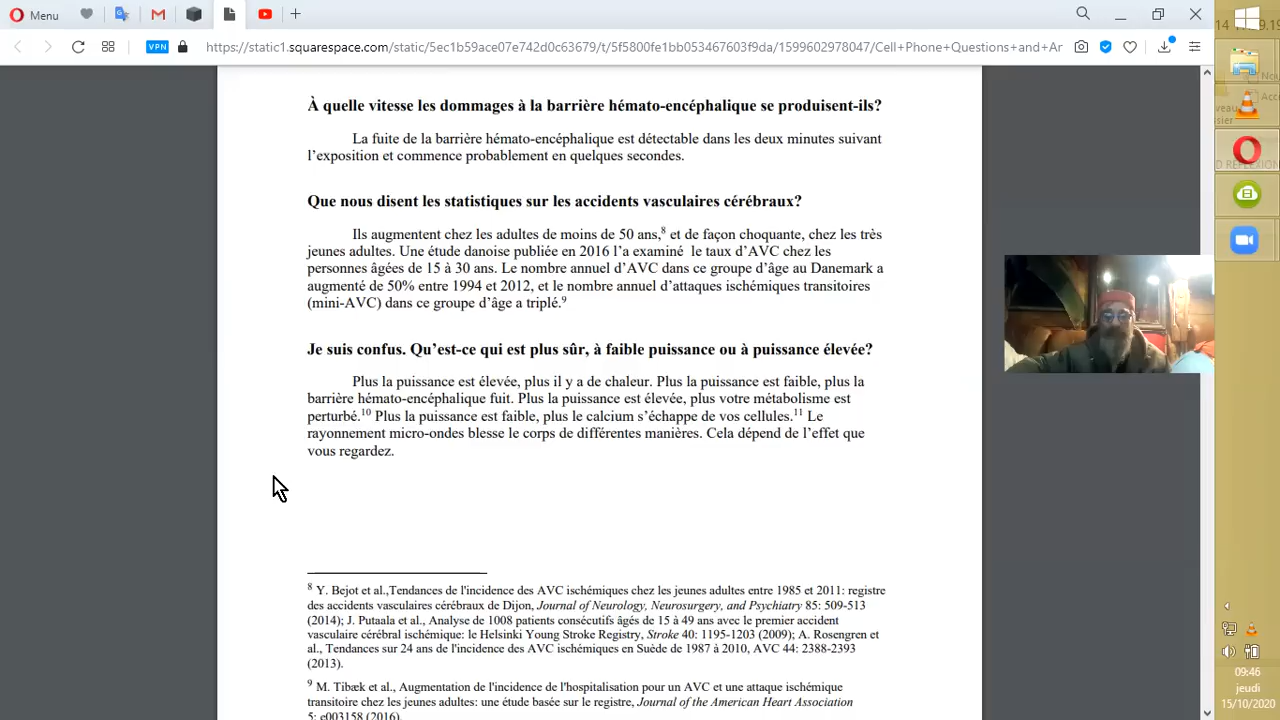 Menu
VPN
https://static1.squarespace.com/static/5ec1b59ace87e742d0c63679/t/5f5800fe1bb053467603f9da/1599602978047/Cell+Phone+Questions+and+Ar
À quelle vitesse les dommages à la barrière hémato-encéphalique se produisent-ils?
La fuite de la barrière hémato-encéphalique est détectable dans les deux minutes suivant
l’exposition et commence probablement en quelques secondes.
Que nous disent les statistiques sur les accidents vasculaires cérébraux?
Ils augmentent chez les adultes de moins de 50 ans,8 et de façon choquante, chez les très
jeunes adultes. Une étude danoise publiée en 2016 l’a examiné le taux d’AVC chez les
personnes âgées de 15 à 30 ans. Le nombre annuel d’AVC dans ce groupe d’âge au Danemark a
augmenté de 50% entre 1994 et 2012, et le nombre annuel d’attaques ischémiques transitoires
(mini-AVC) dans ce groupe d’âge a triplé.9
Je suis confus. Qu’est-ce qui est plus sûr, à faible puissance ou à puissance élevée?
Plus la puissance est élevée, plus il y a de chaleur. Plus la puissance est faible, plus la
barrière hémato-encéphalique fuit. Plus la puissance est élevée, plus votre métabolisme est
perturbé.10 Plus la puissance est faible, plus le calcium s’échappe de vos cellules.11 Le
rayonnement micro-ondes blesse le corps de différentes manières. Cela dépend de l’effet que
vous regardez.
8 Y. Bejot et al.,Tendances de l'incidence des AVC ischémiques chez les jeunes adultes entre 1985 et 2011: registre
des accidents vasculaires cérébraux de Dijon, Journal of Neurology, Neurosurgery, and Psychiatry 85: 509-513
(2014); J. Putaala et al., Analyse de 1008 patients consécutifs âgés de 15 à 49 ans avec le premier accident
vasculaire cérébral ischémique: le Helsinki Young Stroke Registry, Stroke 40: 1195-1203 (2009); A. Rosengren et
al., Tendances sur 24 ans de l'incidence des AVC ischémiques en Suède de 1987 à 2010, AVC 44: 2388-2393
(2013).
9 M. Tibæk et al., Augmentation de l'incidence de l'hospitalisation pour un AVC et une attaque ischémique
transitoire chez les jeunes adultes: une étude basée sur le registre, Journal of the American Heart Association
5: e003158 (2016).
09:46
jeudi
15/10/2020